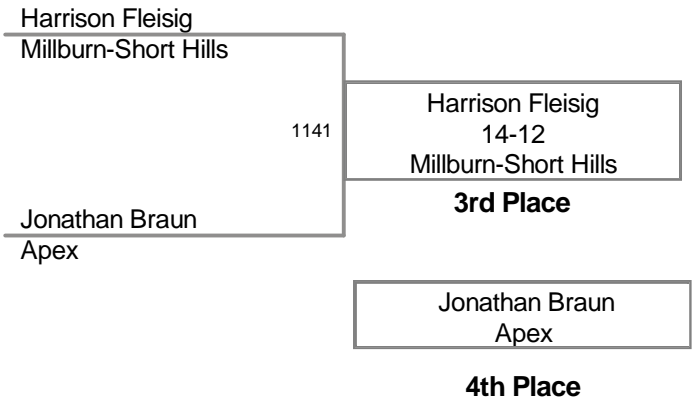 Harrison Fleisig
Millburn-Short Hills
1141
Harrison Fleisig
14-12
Millburn-Short Hills
3rd Place
Jonathan Braun
Apex
Jonathan Braun
Apex
4th Place